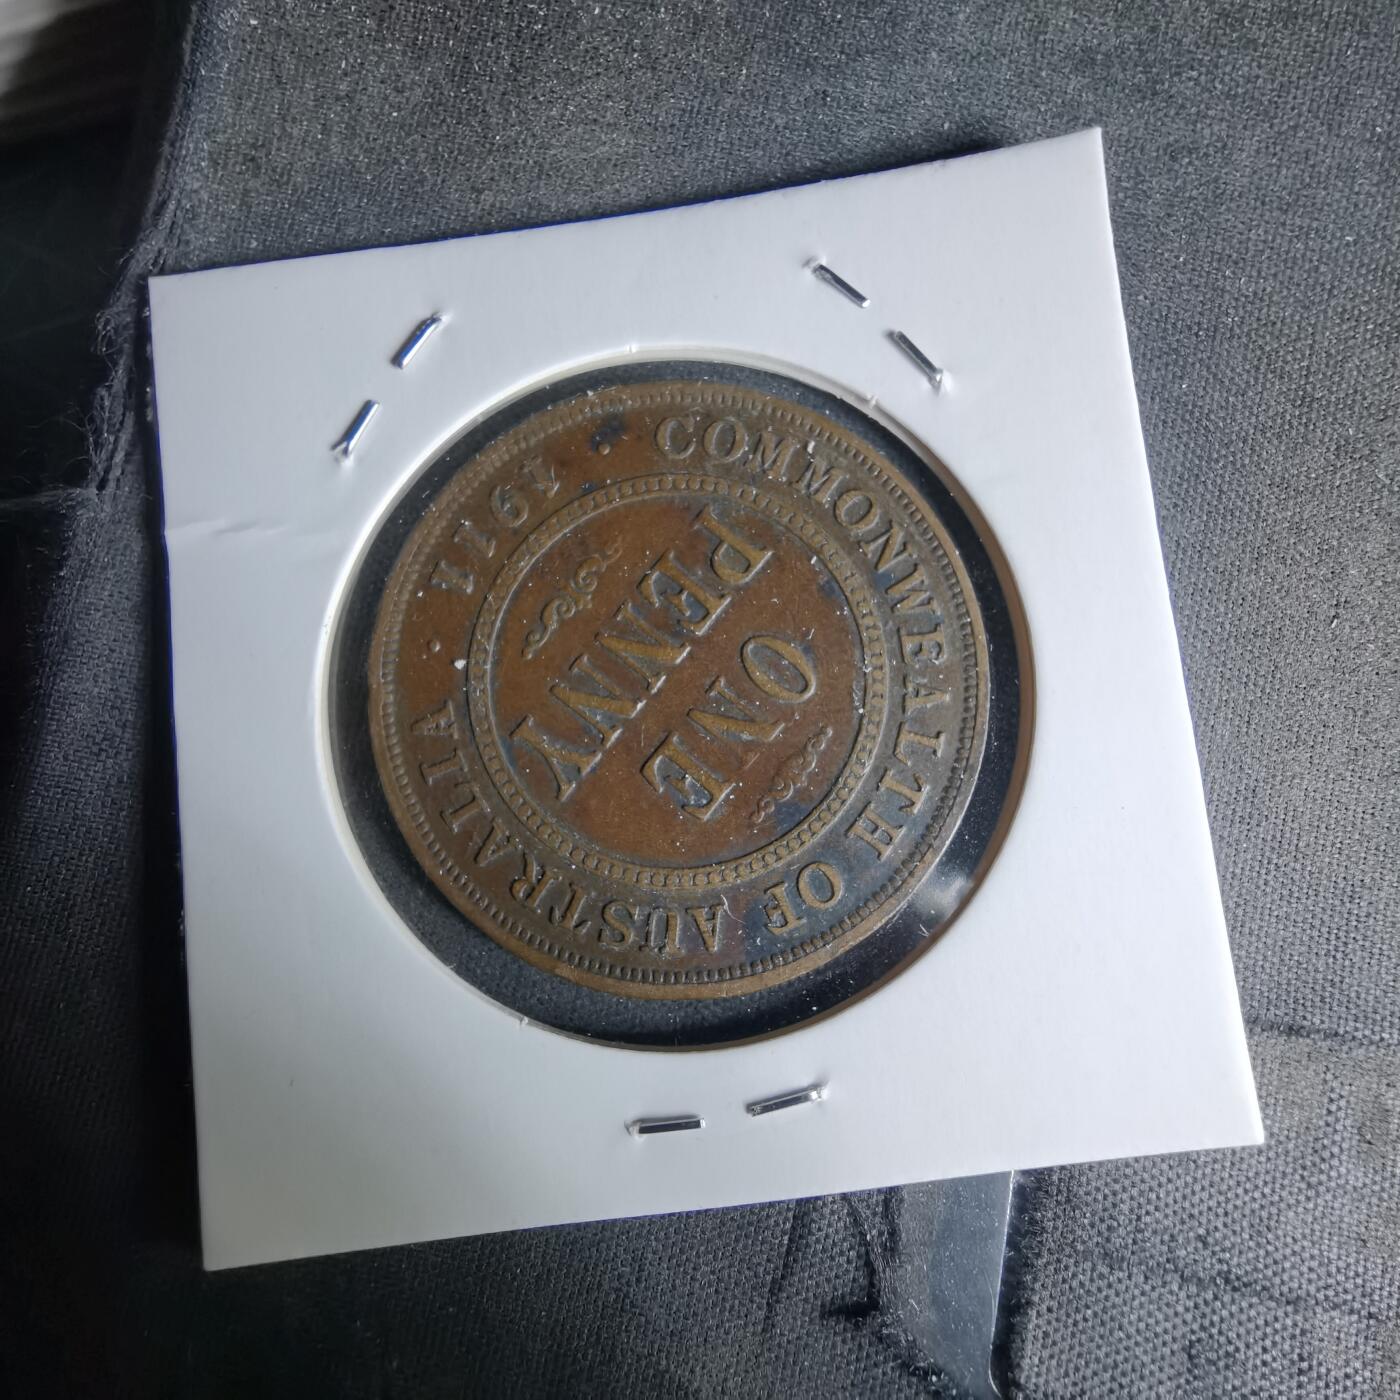 COMMONWEALTH OF AUSTRALIA
ONE
PENNY
· 1911 ·